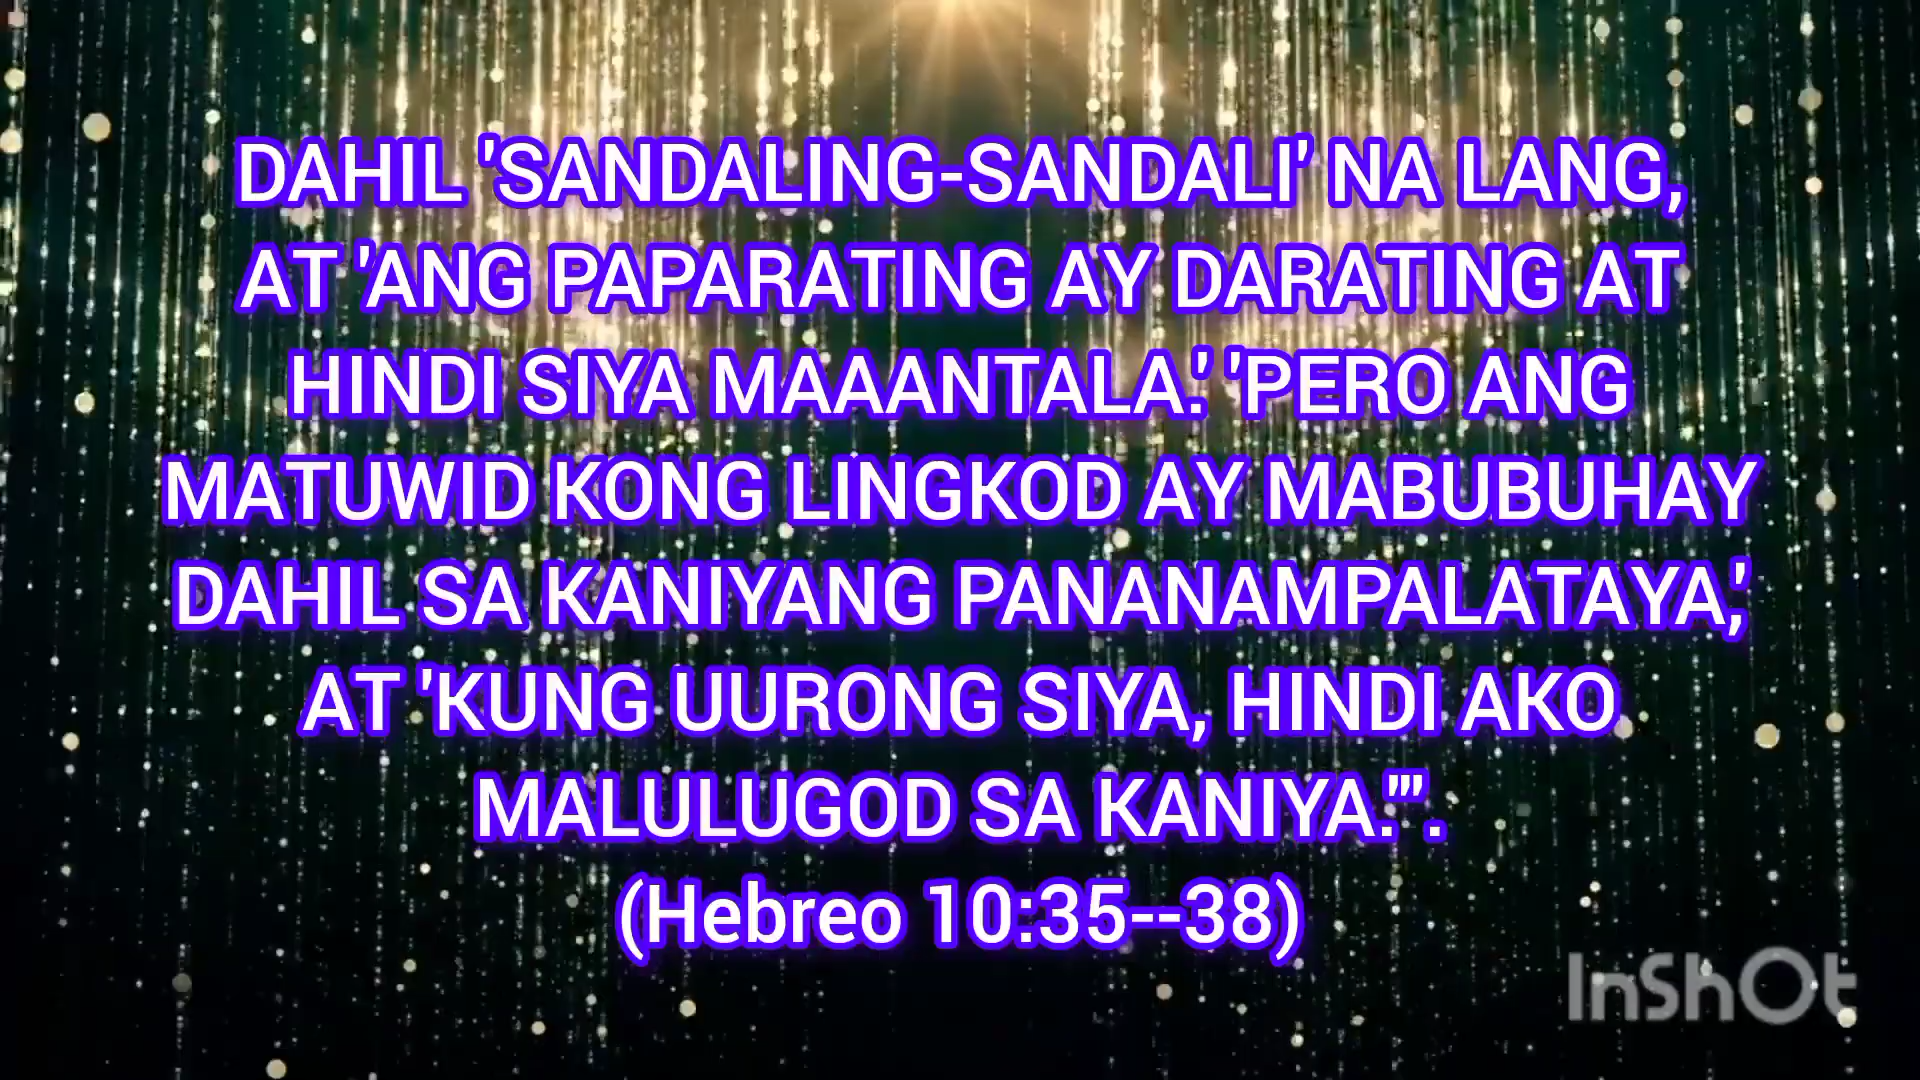 DAHIL 'SANDALING-SANDALI' NA LANG,
AT 'ANG PAPARATING AY DARATING AT
HINDI SIYA MAAANTALA.' 'PERO ANG
MATUWID KONG LINGKOD AY MABUBUHAY
DAHIL SA KANIYANG PANANAMPALATAYA,'
AT 'KUNG UURONG SIYA, HINDI AKO
MALULUGOD SA KANIYA.'".
(Hebreo 10:35--38)
InShOt